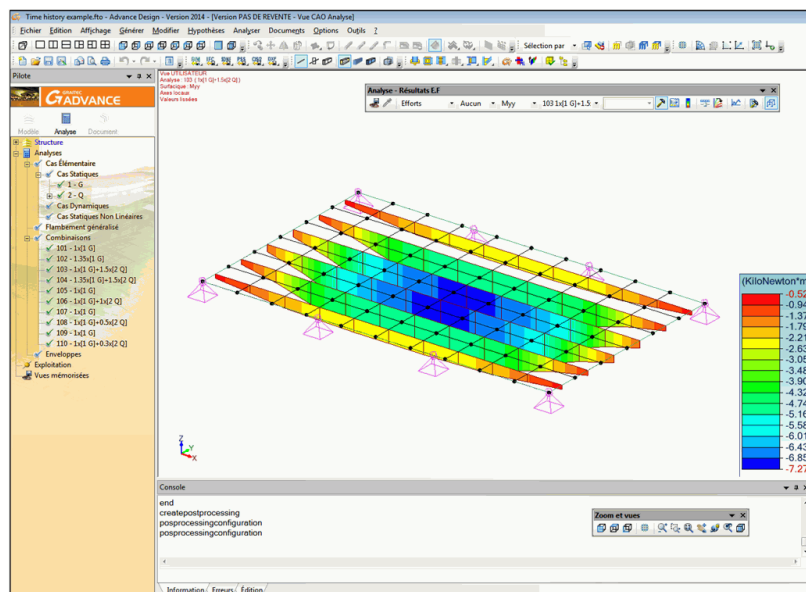 Time history example.fto - Advance Design - Version 2014 - [Version PAS DE REVENTE - Vue CAO Analyse]
Fichier Edition Affichage Générer Modifier Hypothèses Analyser Documents Options Outils ?
Sélection par
Pilote
GRAITEC
ADVANCE
Modèle Analyse Document
Structure
Analyses
Cas Élémentaire
Cas Statiques
1 - G
2 - Q
Cas Dynamiques
Cas Statiques Non Linéaires
Flambement généralisé
Combinaisons
101 - 1x[1 G]
102 - 1.35x[1 G]
103 - 1x[1 G]+1.5x[2 Q]
104 - 1.35x[1 G]+1.5x[2 Q]
105 - 1x[1 G]
106 - 1x[1 G]+1x[2 Q]
107 - 1x[1 G]
108 - 1x[1 G]+0.5x[2 Q]
109 - 1x[1 G]
110 - 1x[1 G]+0.3x[2 Q]
Enveloppes
Exploitation
Vues mémorisées
Vue UTILISATEUR
Analyse : 103 ( 1x[1 G]+1.5x[2 Q] )
Surfacique : Myy
Axes locaux
Valeurs lissées
Analyse - Résultats E.F
Efforts Aucun Myy 103 1x[1 G]+1.5
(KiloNewton*m
-0.52
-0.94
-1.37
-1.79
-2.21
-2.63
-3.05
-3.48
-3.90
-4.32
-4.74
-5.16
-5.58
-6.01
-6.43
-6.85
-7.27
Z
Y
X
Console
end
createpostprocessing
posprocessingconfiguration
posprocessingconfiguration
Zoom et vues
Information Erreurs Édition